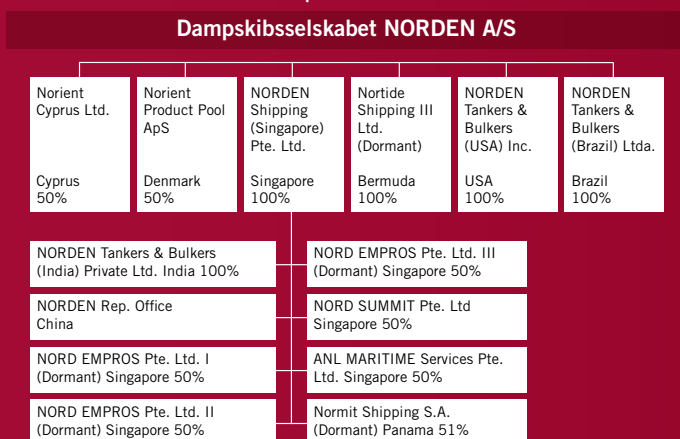 Dampskibsselskabet NORDEN A/S
Norient
Cyprus Ltd.
Cyprus
50%
Norient
Product Pool
ApS
Denmark
50%
NORDEN
Shipping
(Singapore)
Pte. Ltd.
Singapore
100%
Nortide
Shipping III
Ltd.
(Dormant)
Bermuda
100%
NORDEN
Tankers &
Bulkers
(USA) Inc.
USA
100%
NORDEN
Tankers &
Bulkers
(Brazil) Ltda.
Brazil
100%
NORDEN Tankers & Bulkers
(India) Private Ltd. India 100%
NORD EMPROS Pte. Ltd. III
(Dormant) Singapore 50%
NORDEN Rep. Office
China
NORD SUMMIT Pte. Ltd
Singapore 50%
NORD EMPROS Pte. Ltd. I
(Dormant) Singapore 50%
ANL MARITIME Services Pte.
Ltd. Singapore 50%
NORD EMPROS Pte. Ltd. II
(Dormant) Singapore 50%
Normit Shipping S.A.
(Dormant) Panama 51%